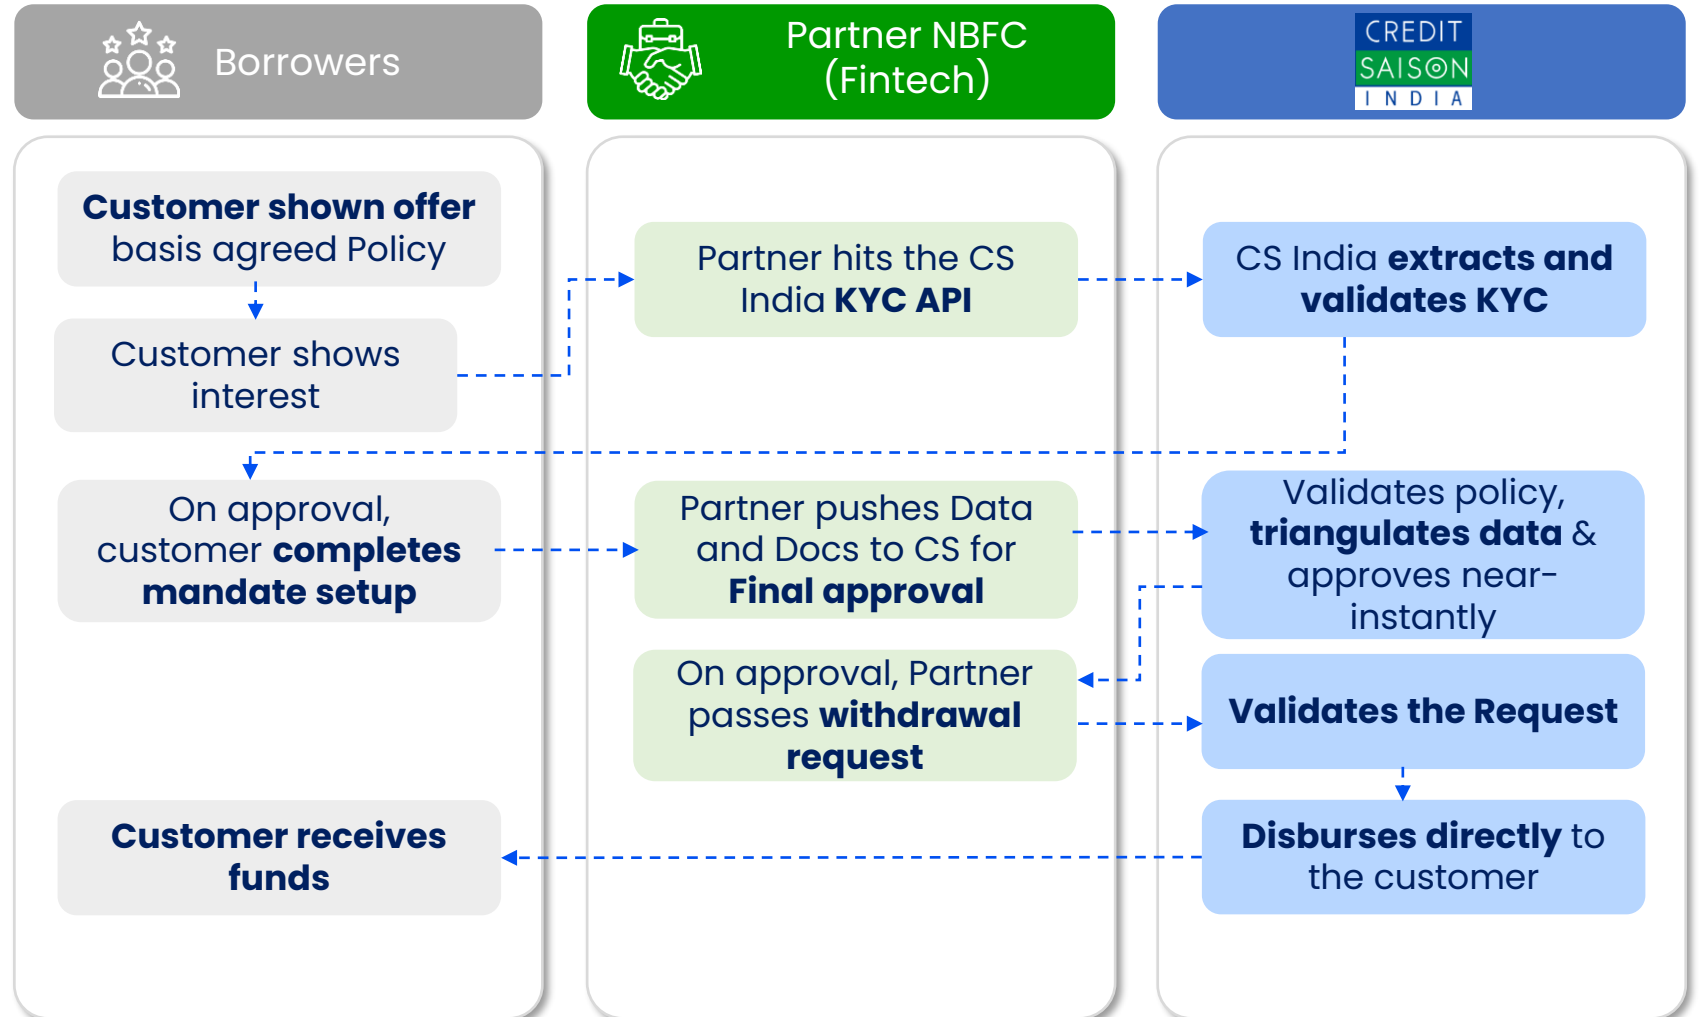 Borrowers
Partner NBFC
(Fintech)
CREDIT
SAISON
INDIA
Customer shown offer
basis agreed Policy
Customer shows
interest
Partner hits the CS
India KYC API
CS India extracts and
validates KYC
On approval,
customer completes
mandate setup
Partner pushes Data
and Docs to CS for
Final approval
Validates policy,
triangulates data &
approves near-
instantly
On approval, Partner
passes withdrawal
request
Validates the Request
Customer receives
funds
Disburses directly to
the customer